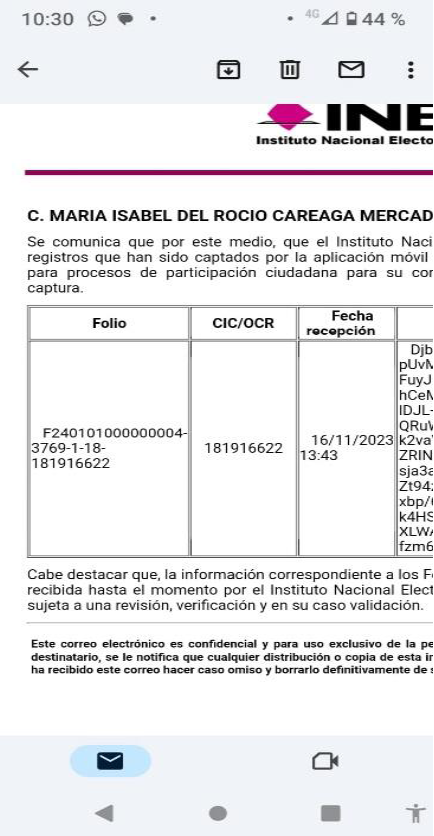 10:30
4G 44 %
INE
Instituto Nacional Electo
C. MARIA ISABEL DEL ROCIO CAREAGA MERCAD
Se comunica que por este medio, que el Instituto Naci
registros que han sido captados por la aplicación móvil
para procesos de participación ciudadana para su cor
captura.
Folio CIC/OCR Fecha recepción
F240101000000004-
3769-1-18-
181916622
181916622
16/11/2023
13:43
Djb
pUvM
FuyJ
hCeM
IDJL-
QRuV
k2va
ZRIN
sja3a
Zt94
xbp/
k4HS
XLW
fzm6
Cabe destacar que, la información correspondiente a los F
recibida hasta el momento por el Instituto Nacional Elect
sujeta a una revisión, verificación y en su caso validación.
Este correo electrónico es confidencial y para uso exclusivo de la pe
destinatario, se le notifica que cualquier distribución o copia de esta in
ha recibido este correo hacer caso omiso y borrarlo definitivamente de s